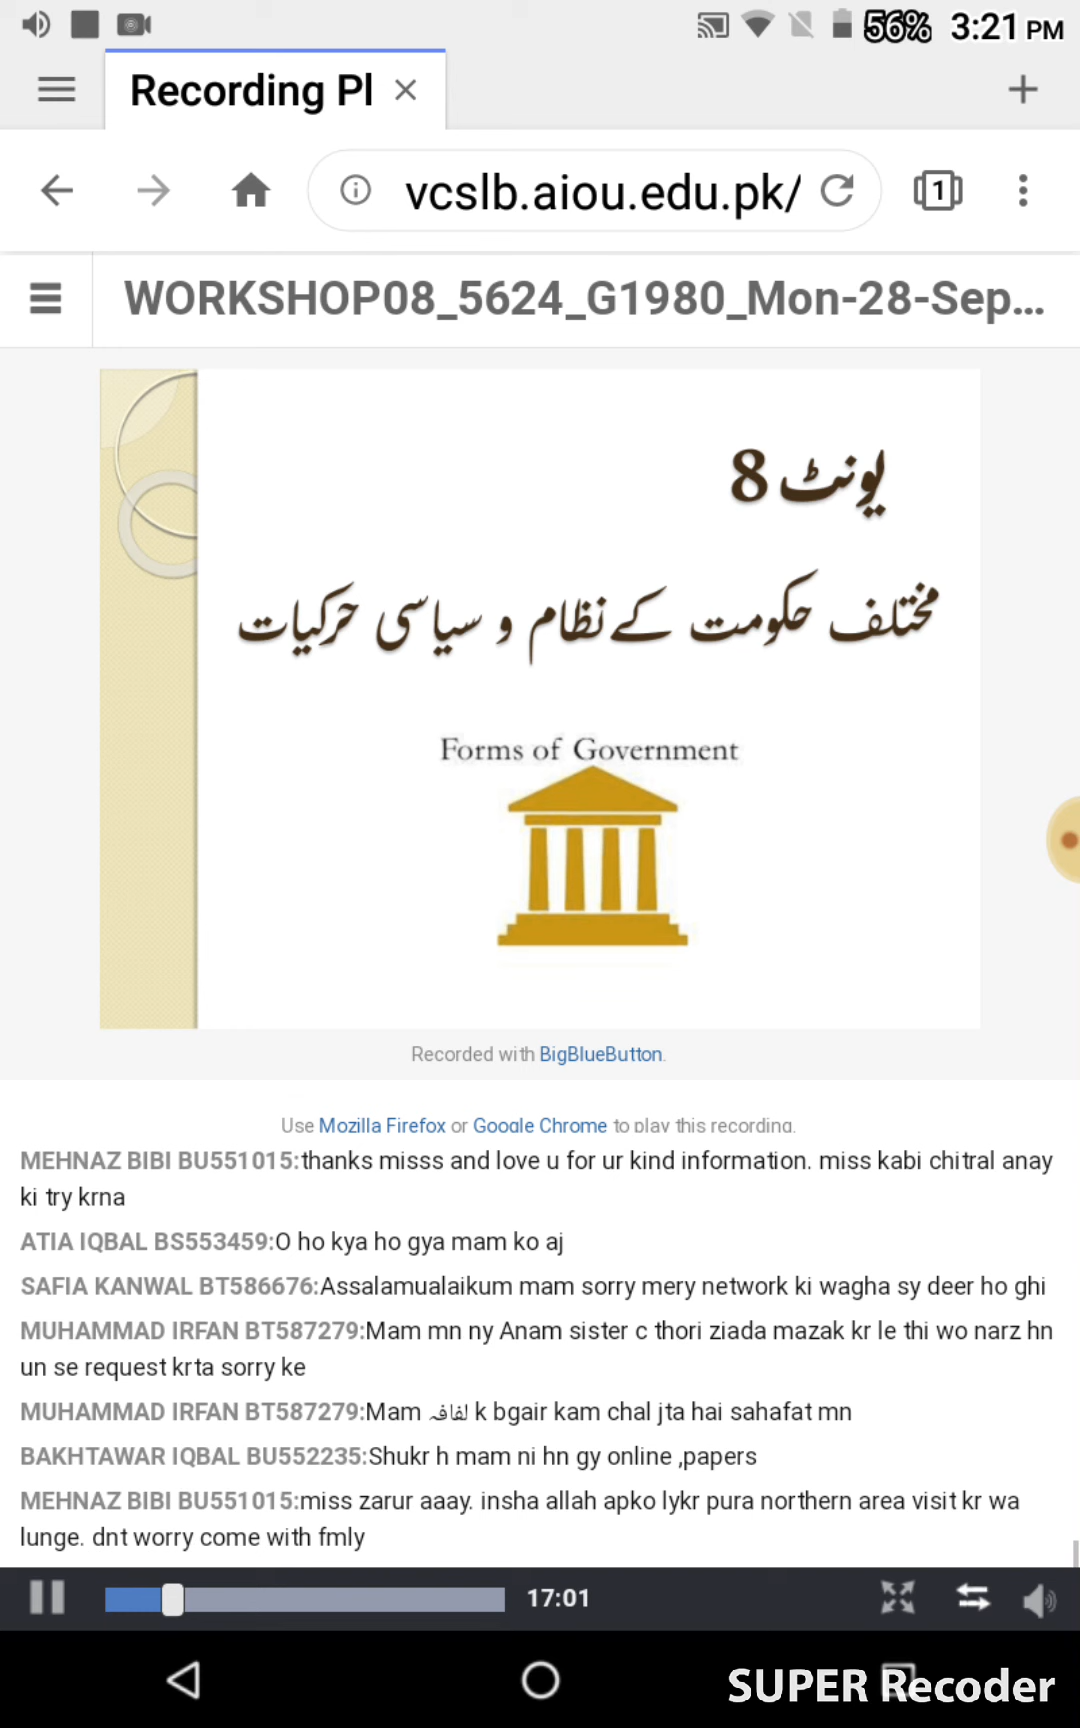 56% 3:21 PM
Recording Pl
vcslb.aiou.edu.pk/
1
WORKSHOP08_5624_G1980_Mon-28-Sep...
یونٹ 8
مختلف حکومت کے نظام و سیاسی حرکیات
Forms of Government
Recorded with BigBlueButton.
Use Mozilla Firefox or Google Chrome to play this recording.
MEHNAZ BIBI BU551015:thanks misss and love u for ur kind information. miss kabi chitral anay
ki try krna
ATIA IQBAL BS553459:O ho kya ho gya mam ko aj
SAFIA KANWAL BT586676:Assalamualaikum mam sorry mery network ki wagha sy deer ho ghi
MUHAMMAD IRFAN BT587279:Mam mn ny Anam sister c thori ziada mazak kr le thi wo narz hn
un se request krta sorry ke
MUHAMMAD IRFAN BT587279:Mam لفافہ k bgair kam chal jta hai sahafat mn
BAKHTAWAR IQBAL BU552235:Shukr h mam ni hn gy online ,papers
MEHNAZ BIBI BU551015:miss zarur aaay. insha allah apko lykr pura northern area visit kr wa
lunge. dnt worry come with fmly
17:01
SUPER Recoder